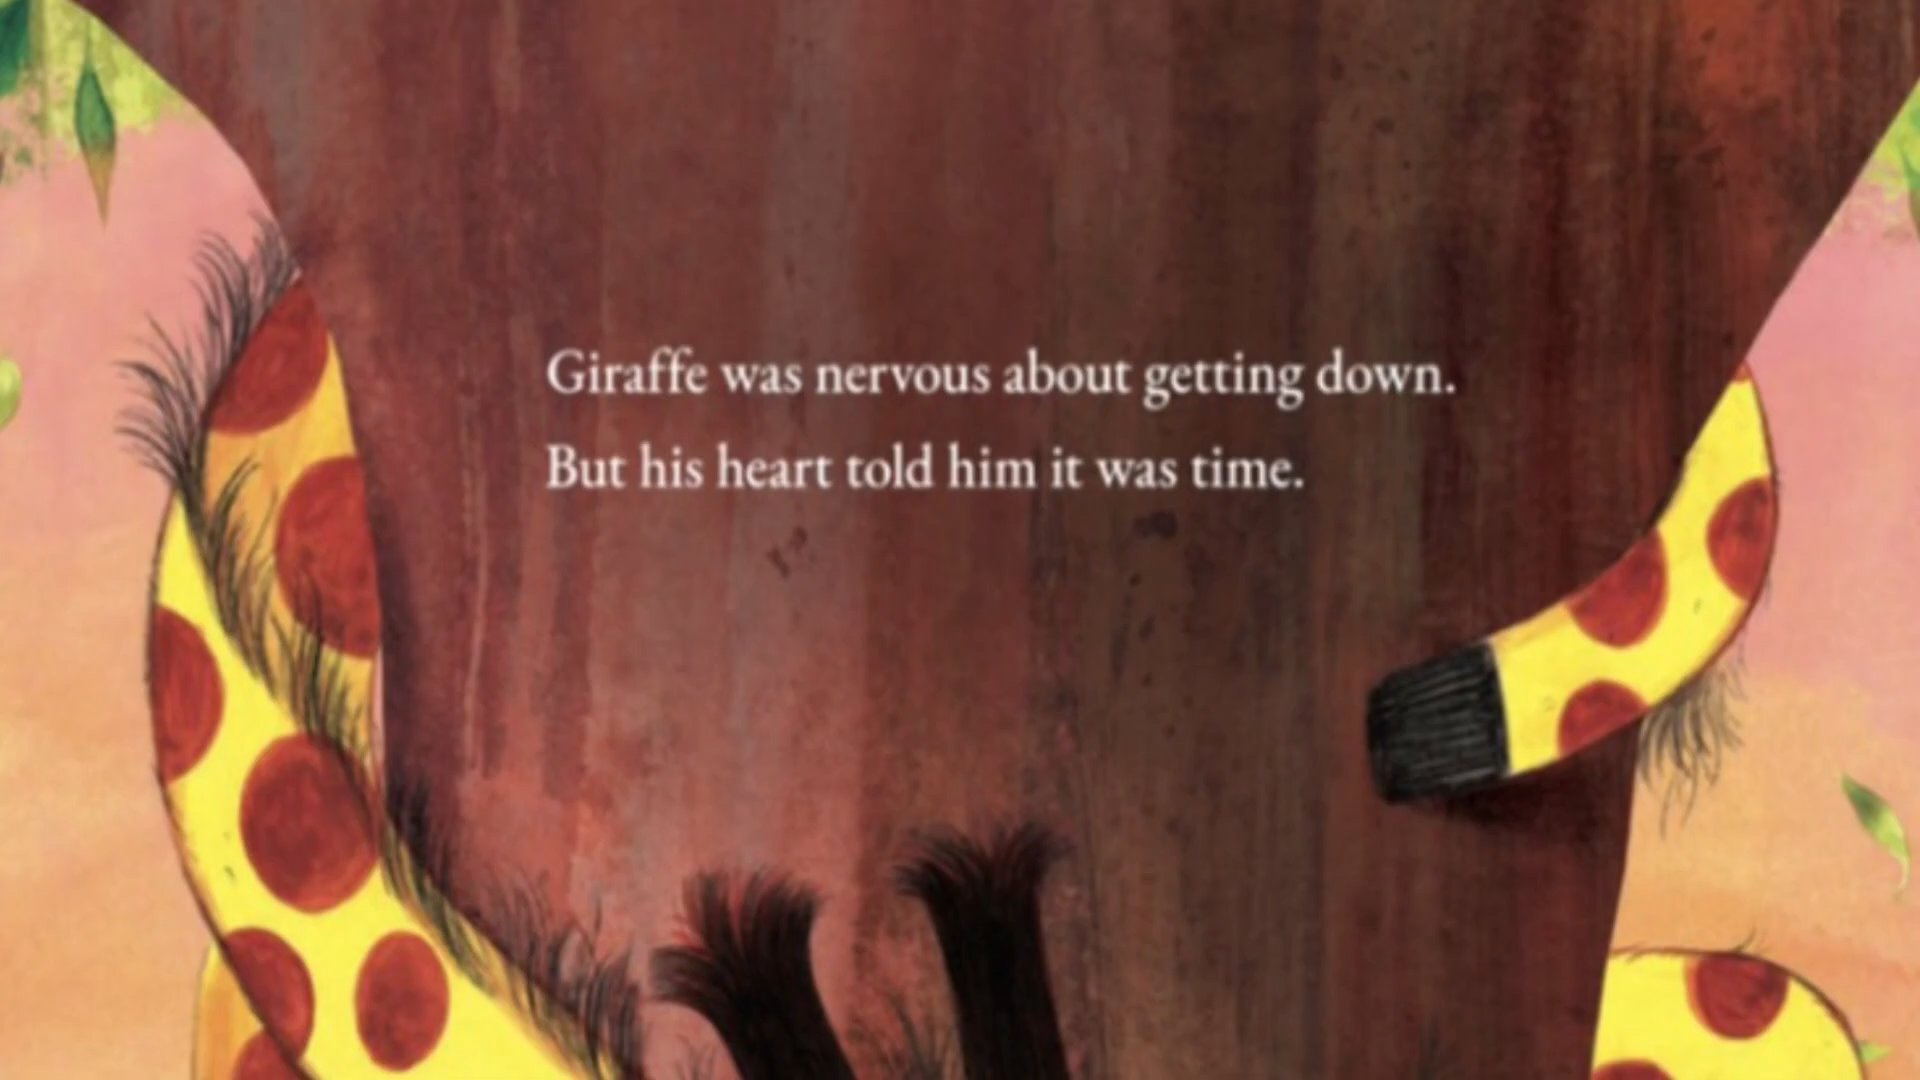 Giraffe was nervous about getting down.
But his heart told him it was time.